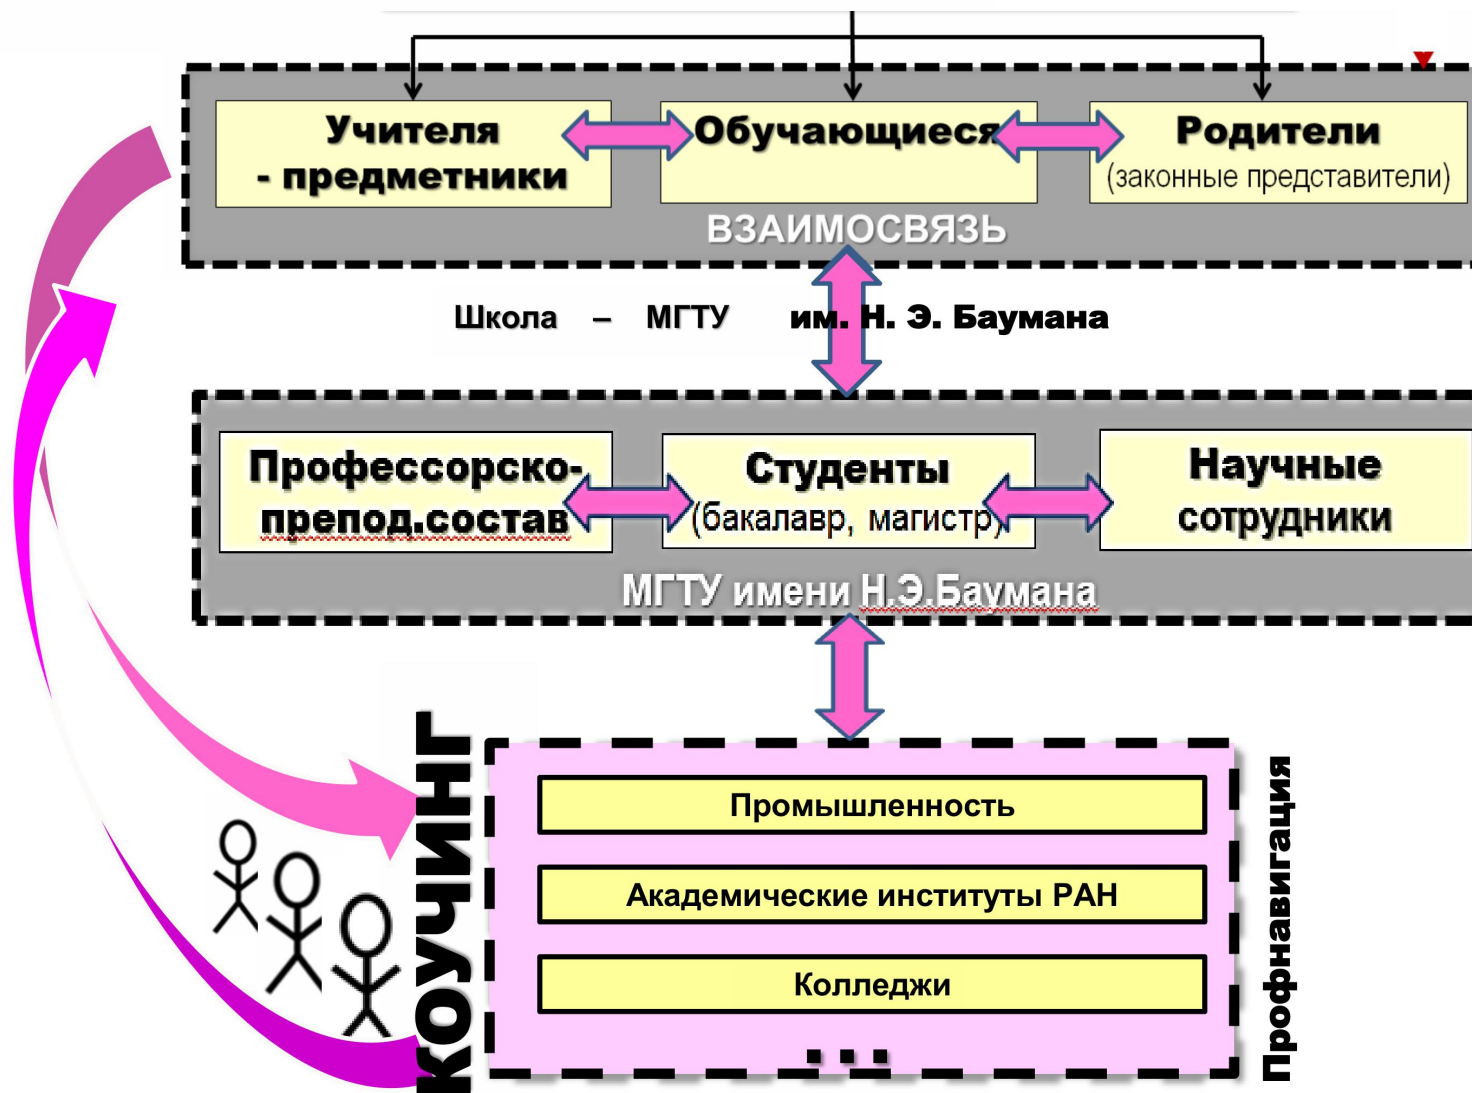 Учителя
- предметники
Обучающиеся
Родители
(законные представители)
ВЗАИМОСВЯЗЬ
Школа – МГТУ им. Н. Э. Баумана
Профессорско-
препод.состав
Студенты
(бакалавр, магистр)
Научные
сотрудники
МГТУ имени Н.Э.Баумана
коучинг
Промышленность
Академические институты РАН
Колледжи
...
Профнавигация